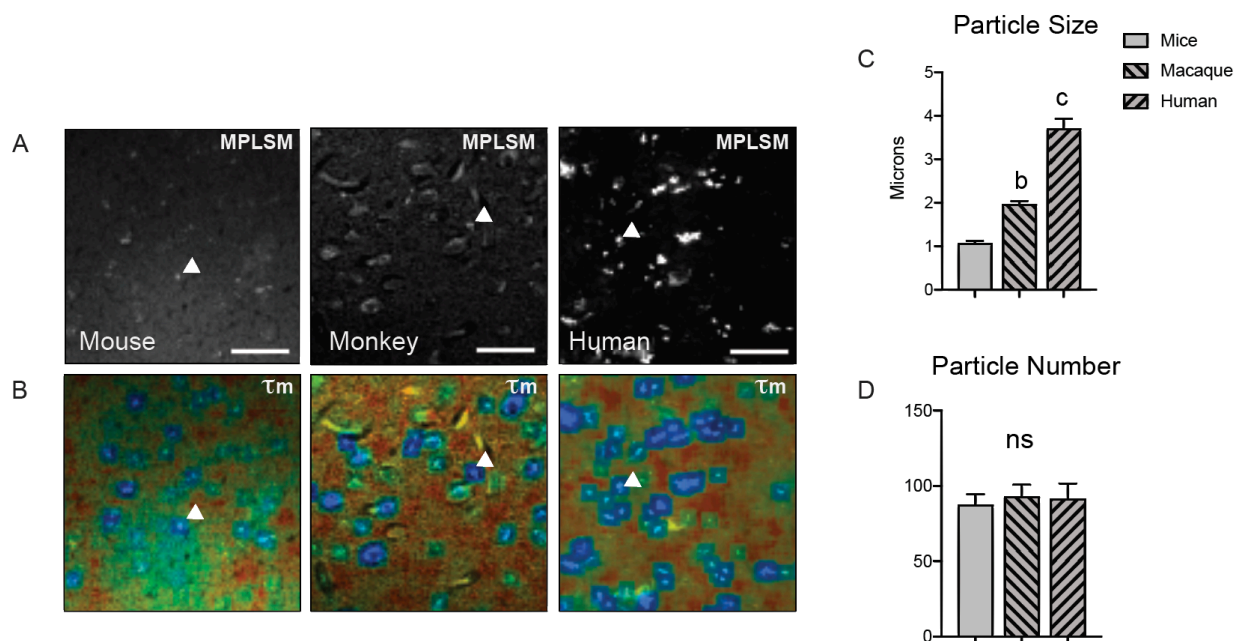 Particle Size
C
Mice
Macaque
Human
5
4
3
2
1
0
Microns
b
c
A
MPLSM
MPLSM
MPLSM
Mouse
Monkey
Human
B
τm
τm
τm
Particle Number
D
150
100
50
0
ns